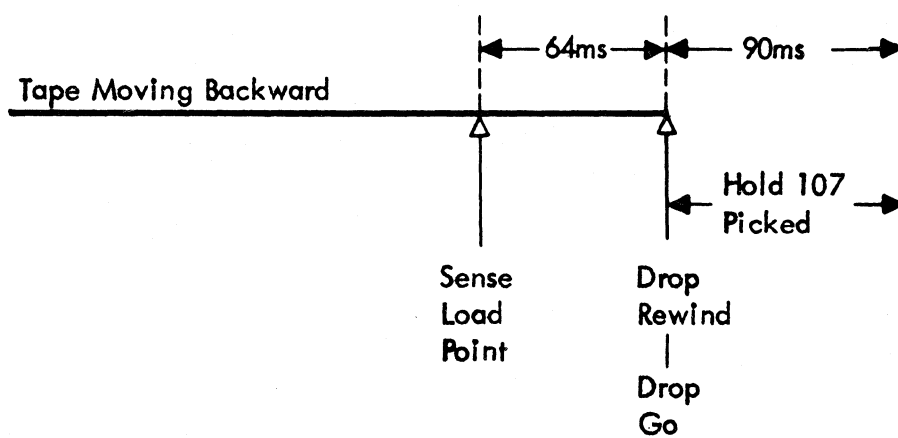 64ms
90ms
Tape Moving Backward
Hold 107
Picked
Sense
Load
Point
Drop
Rewind
Drop
Go